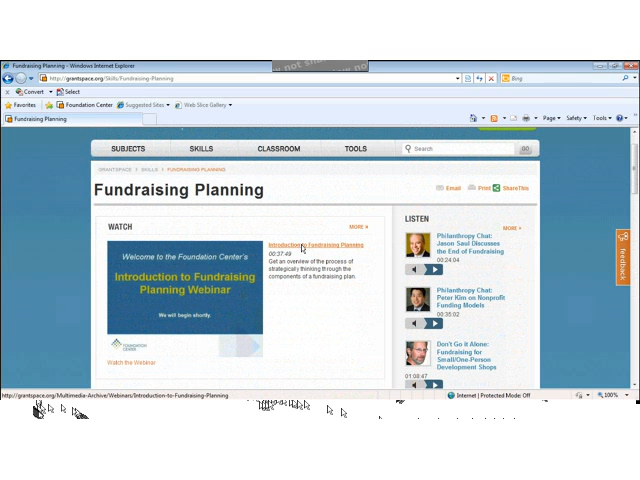 Fundraising Planning - Windows Internet Explorer
http://grantspace.org/Skills/Fundraising-Planning
Bing
Convert
Select
Favorites
Foundation Center
Suggested Sites
Web Slice Gallery
Fundraising Planning
Page
Safety
Tools
SUBJECTS
SKILLS
CLASSROOM
TOOLS
Search
GO
GRANTSPACE > SKILLS > FUNDRAISING PLANNING
Fundraising Planning
Email
Print
ShareThis
WATCH
MORE
Welcome to the Foundation Center's
Introduction to Fundraising
Planning Webinar
We will begin shortly.
FOUNDATION
CENTER
Watch the Webinar
Introduction to Fundraising Planning
00:37:49
Get an overview of the process of
strategically thinking through the
components of a fundraising plan.
LISTEN
MORE
Philanthropy Chat:
Jason Saul Discusses
the End of Fundraising
00:24:04
Philanthropy Chat:
Peter Kim on Nonprofit
Funding Models
00:35:02
Don't Go it Alone:
Fundraising for
Small/One-Person
Development Shops
01:08:47
feedback
http://grantspace.org/Multimedia-Archive/Webinars/Introduction-to-Fundraising-Planning
Internet | Protected Mode: Off
100%